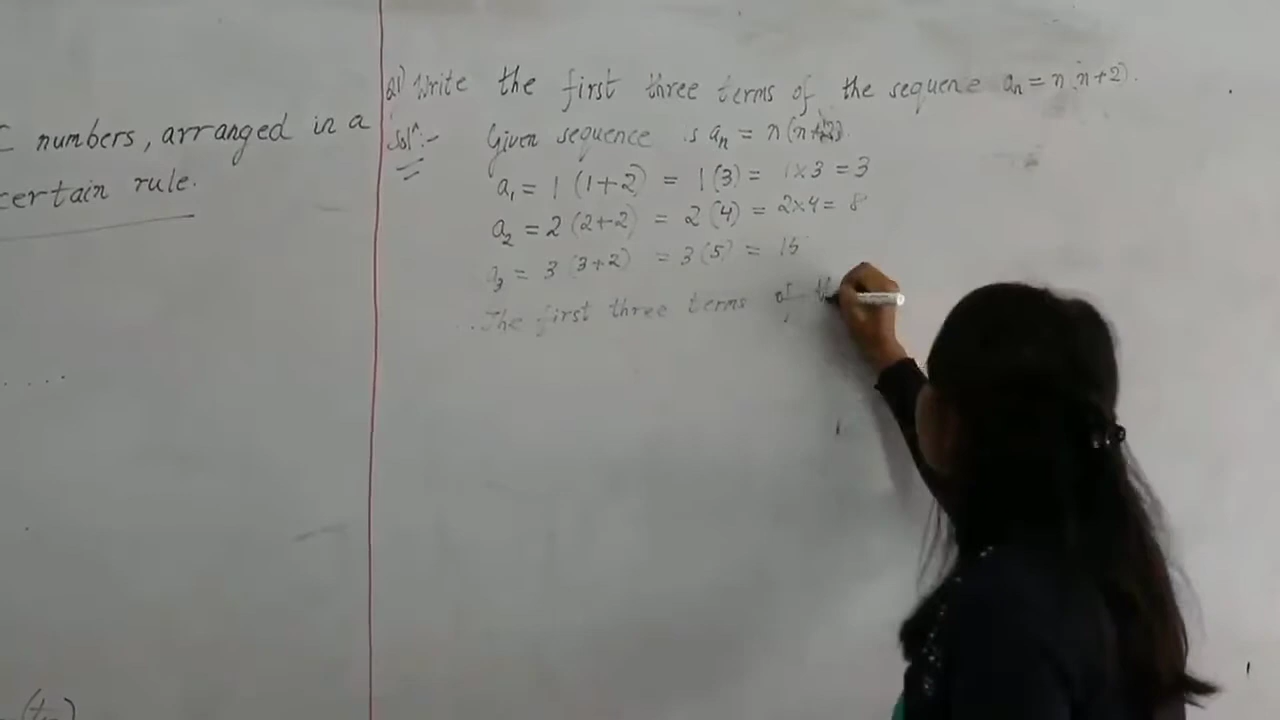 numbers, arranged in a
certain rule.
.....
Q1) Write the first three terms of the sequence aₙ = n(n+2).
Solⁿ:- Given sequence is aₙ = n(n+2).
a₁ = 1 (1+2) = 1(3) = 1×3 = 3
a₂ = 2 (2+2) = 2(4) = 2×4 = 8
a₃ = 3 (3+2) = 3(5) = 15
∴ The first three terms of